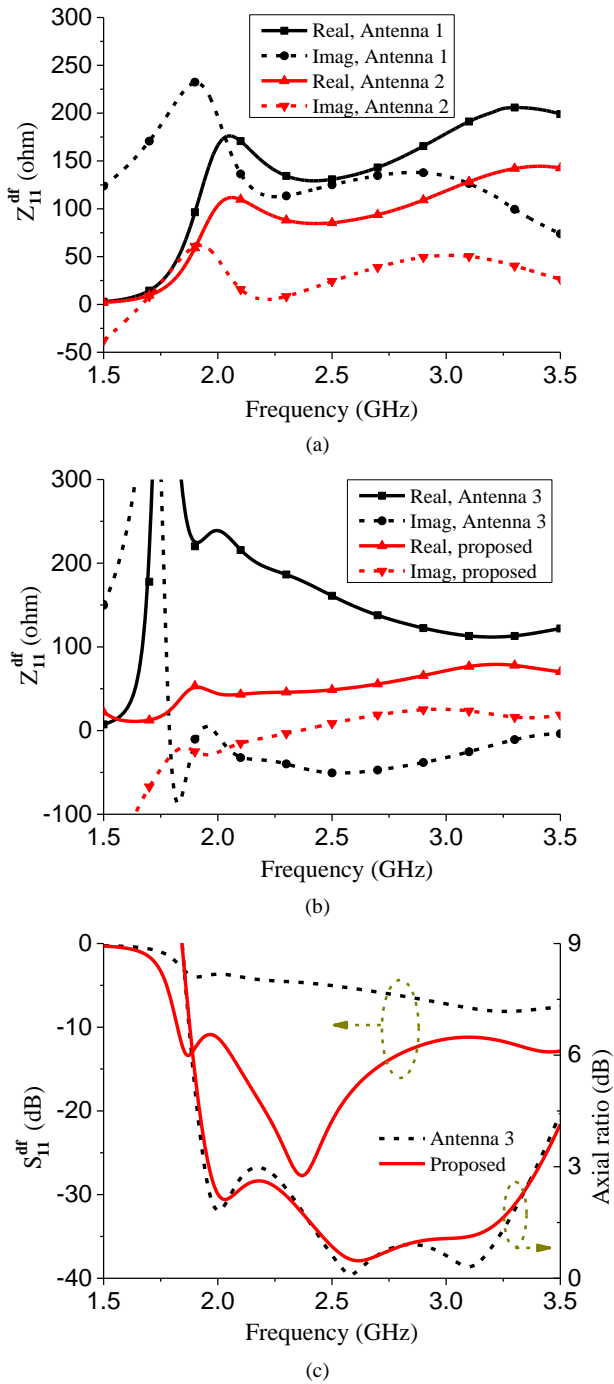 300
250
200
150
100
50
0
-50
Z₁₁ᵈᶠ (ohm)
Real, Antenna 1
Imag, Antenna 1
Real, Antenna 2
Imag, Antenna 2
1.5 2.0 2.5 3.0 3.5
Frequency (GHz)
(a)
300
200
100
0
-100
Z₁₁ᵈᶠ (ohm)
Real, Antenna 3
Imag, Antenna 3
Real, proposed
Imag, proposed
1.5 2.0 2.5 3.0 3.5
Frequency (GHz)
(b)
0
-10
-20
-30
-40
S₁₁ᵈᶠ (dB)
Antenna 3
Proposed
9
6
3
0
Axial ratio (dB)
1.5 2.0 2.5 3.0 3.5
Frequency (GHz)
(c)